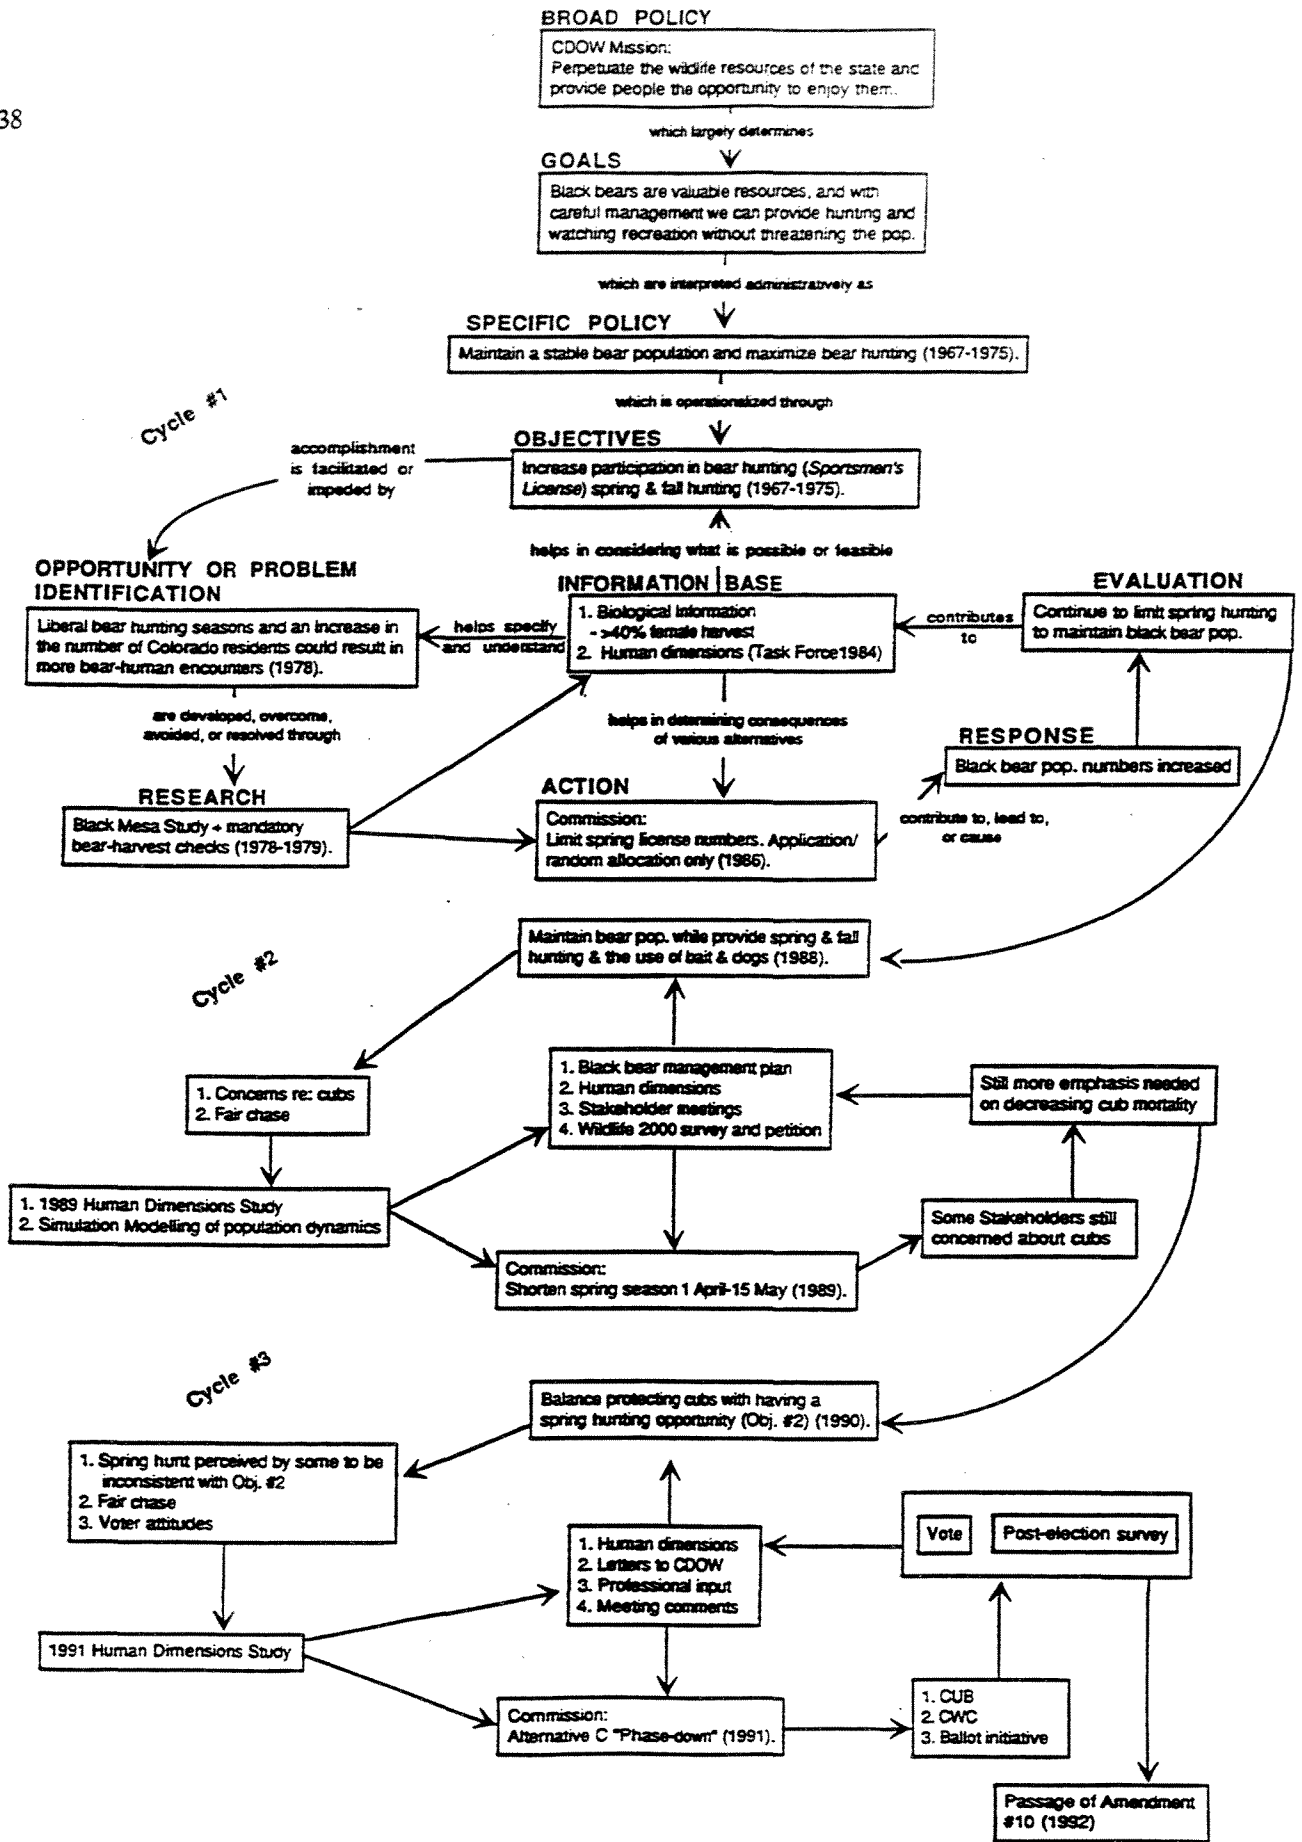 38
BROAD POLICY
CDOW Mission:
Perpetuate the wildlife resources of the state and
provide people the opportunity to enjoy them.
which largely determines
GOALS
Black bears are valuable resources, and with
careful management we can provide hunting and
watching recreation without threatening the pop.
which are interpreted administratively as
SPECIFIC POLICY
Maintain a stable bear population and maximize bear hunting (1967-1975).
which is operationalized through
Cycle #1
OBJECTIVES
Increase participation in bear hunting (Sportsmen's
License) spring & fall hunting (1967-1975).
accomplishment
is facilitated or
impeded by
helps in considering what is possible or feasible
OPPORTUNITY OR PROBLEM
IDENTIFICATION
Liberal bear hunting seasons and an increase in
the number of Colorado residents could result in
more bear-human encounters (1978).
helps specify
and understand
INFORMATION BASE
1. Biological Information
- >40% female harvest
2. Human dimensions (Task Force1984)
contributes
to
EVALUATION
Continue to limit spring hunting
to maintain black bear pop.
are developed, overcome,
avoided, or resolved through
helps in determining consequences
of various alternatives
RESPONSE
Black bear pop. numbers increased
RESEARCH
Black Mesa Study + mandatory
bear-harvest checks (1978-1979).
ACTION
Commission:
Limit spring license numbers. Application/
random allocation only (1986).
contribute to, lead to,
or cause
Cycle #2
Maintain bear pop. while provide spring & fall
hunting & the use of bait & dogs (1988).
1. Concerns re: cubs
2. Fair chase
1. Black bear management plan
2. Human dimensions
3. Stakeholder meetings
4. Wildlife 2000 survey and petition
Still more emphasis needed
on decreasing cub mortality
1. 1989 Human Dimensions Study
2. Simulation Modelling of population dynamics
Some Stakeholders still
concerned about cubs
Commission:
Shorten spring season 1 April-15 May (1989).
Cycle #3
Balance protecting cubs with having a
spring hunting opportunity (Obj. #2) (1990).
1. Spring hunt perceived by some to be
inconsistent with Obj. #2
2. Fair chase
3. Voter attitudes
1. Human dimensions
2. Letters to CDOW
3. Professional input
4. Meeting comments
Vote
Post-election survey
1991 Human Dimensions Study
Commission:
Alternative C "Phase-down" (1991).
1. CUB
2. CWC
3. Ballot initiative
Passage of Amendment
#10 (1992)